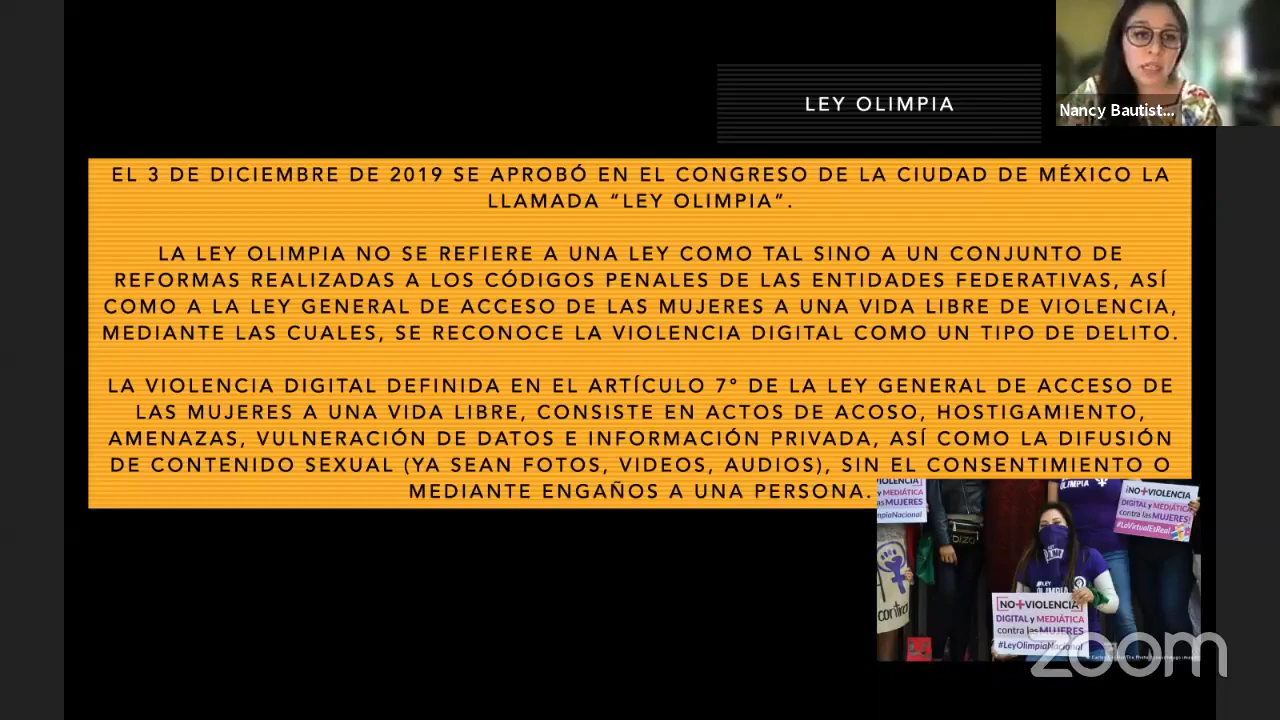 LEY OLIMPIA
Nancy Bautist...
EL 3 DE DICIEMBRE DE 2019 SE APROBÓ EN EL CONGRESO DE LA CIUDAD DE MÉXICO LA
LLAMADA “LEY OLIMPIA“.
LA LEY OLIMPIA NO SE REFIERE A UNA LEY COMO TAL SINO A UN CONJUNTO DE
REFORMAS REALIZADAS A LOS CÓDIGOS PENALES DE LAS ENTIDADES FEDERATIVAS, ASÍ
COMO A LA LEY GENERAL DE ACCESO DE LAS MUJERES A UNA VIDA LIBRE DE VIOLENCIA,
MEDIANTE LAS CUALES, SE RECONOCE LA VIOLENCIA DIGITAL COMO UN TIPO DE DELITO.
LA VIOLENCIA DIGITAL DEFINIDA EN EL ARTÍCULO 7° DE LA LEY GENERAL DE ACCESO DE
LAS MUJERES A UNA VIDA LIBRE, CONSISTE EN ACTOS DE ACOSO, HOSTIGAMIENTO,
AMENAZAS, VULNERACIÓN DE DATOS E INFORMACIÓN PRIVADA, ASÍ COMO LA DIFUSIÓN
DE CONTENIDO SEXUAL (YA SEAN FOTOS, VIDEOS, AUDIOS), SIN EL CONSENTIMIENTO O
MEDIANTE ENGAÑOS A UNA PERSONA.
VIOLENCIA
y MEDIÁTICA
MUJERES
OLIMPIA
¡NO+VIOLENCIA
DIGITAL y MEDIÁTICA
contra las MUJERES!
#LoVirtualEsReal
#LEY
OLIMPIA
NO+VIOLENCIA
DIGITAL y MEDIÁTICA
contra las MUJERES
#LeyOlimpiaNacional
zoom